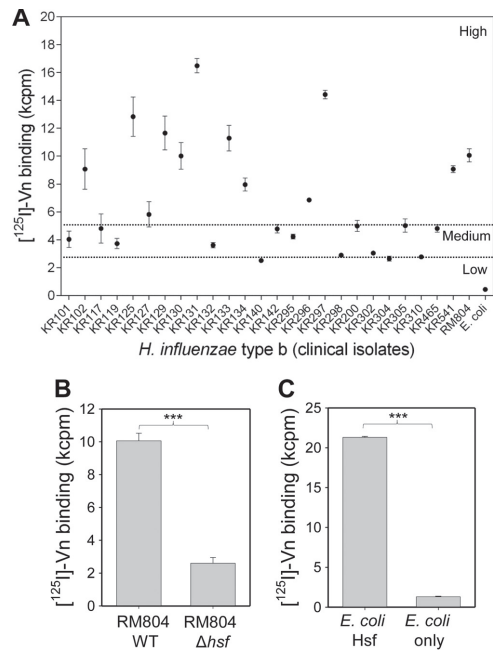 A
[¹²⁵I]-Vn binding (kcpm)
20
18
16
14
12
10
8
6
4
2
0
High
Medium
Low
KR101
KR102
KR117
KR119
KR125
KR127
KR129
KR130
KR131
KR132
KR133
KR134
KR140
KR142
KR295
KR296
KR297
KR298
KR200
KR302
KR304
KR305
KR310
KR465
KR541
RM804
E. coli
H. influenzae type b (clinical isolates)
B
[¹²⁵I]-Vn binding (kcpm)
12
10
8
6
4
2
0
***
RM804 WT
RM804 Δhsf
C
[¹²⁵I]-Vn binding (kcpm)
25
20
15
10
5
0
***
E. coli Hsf
E. coli only